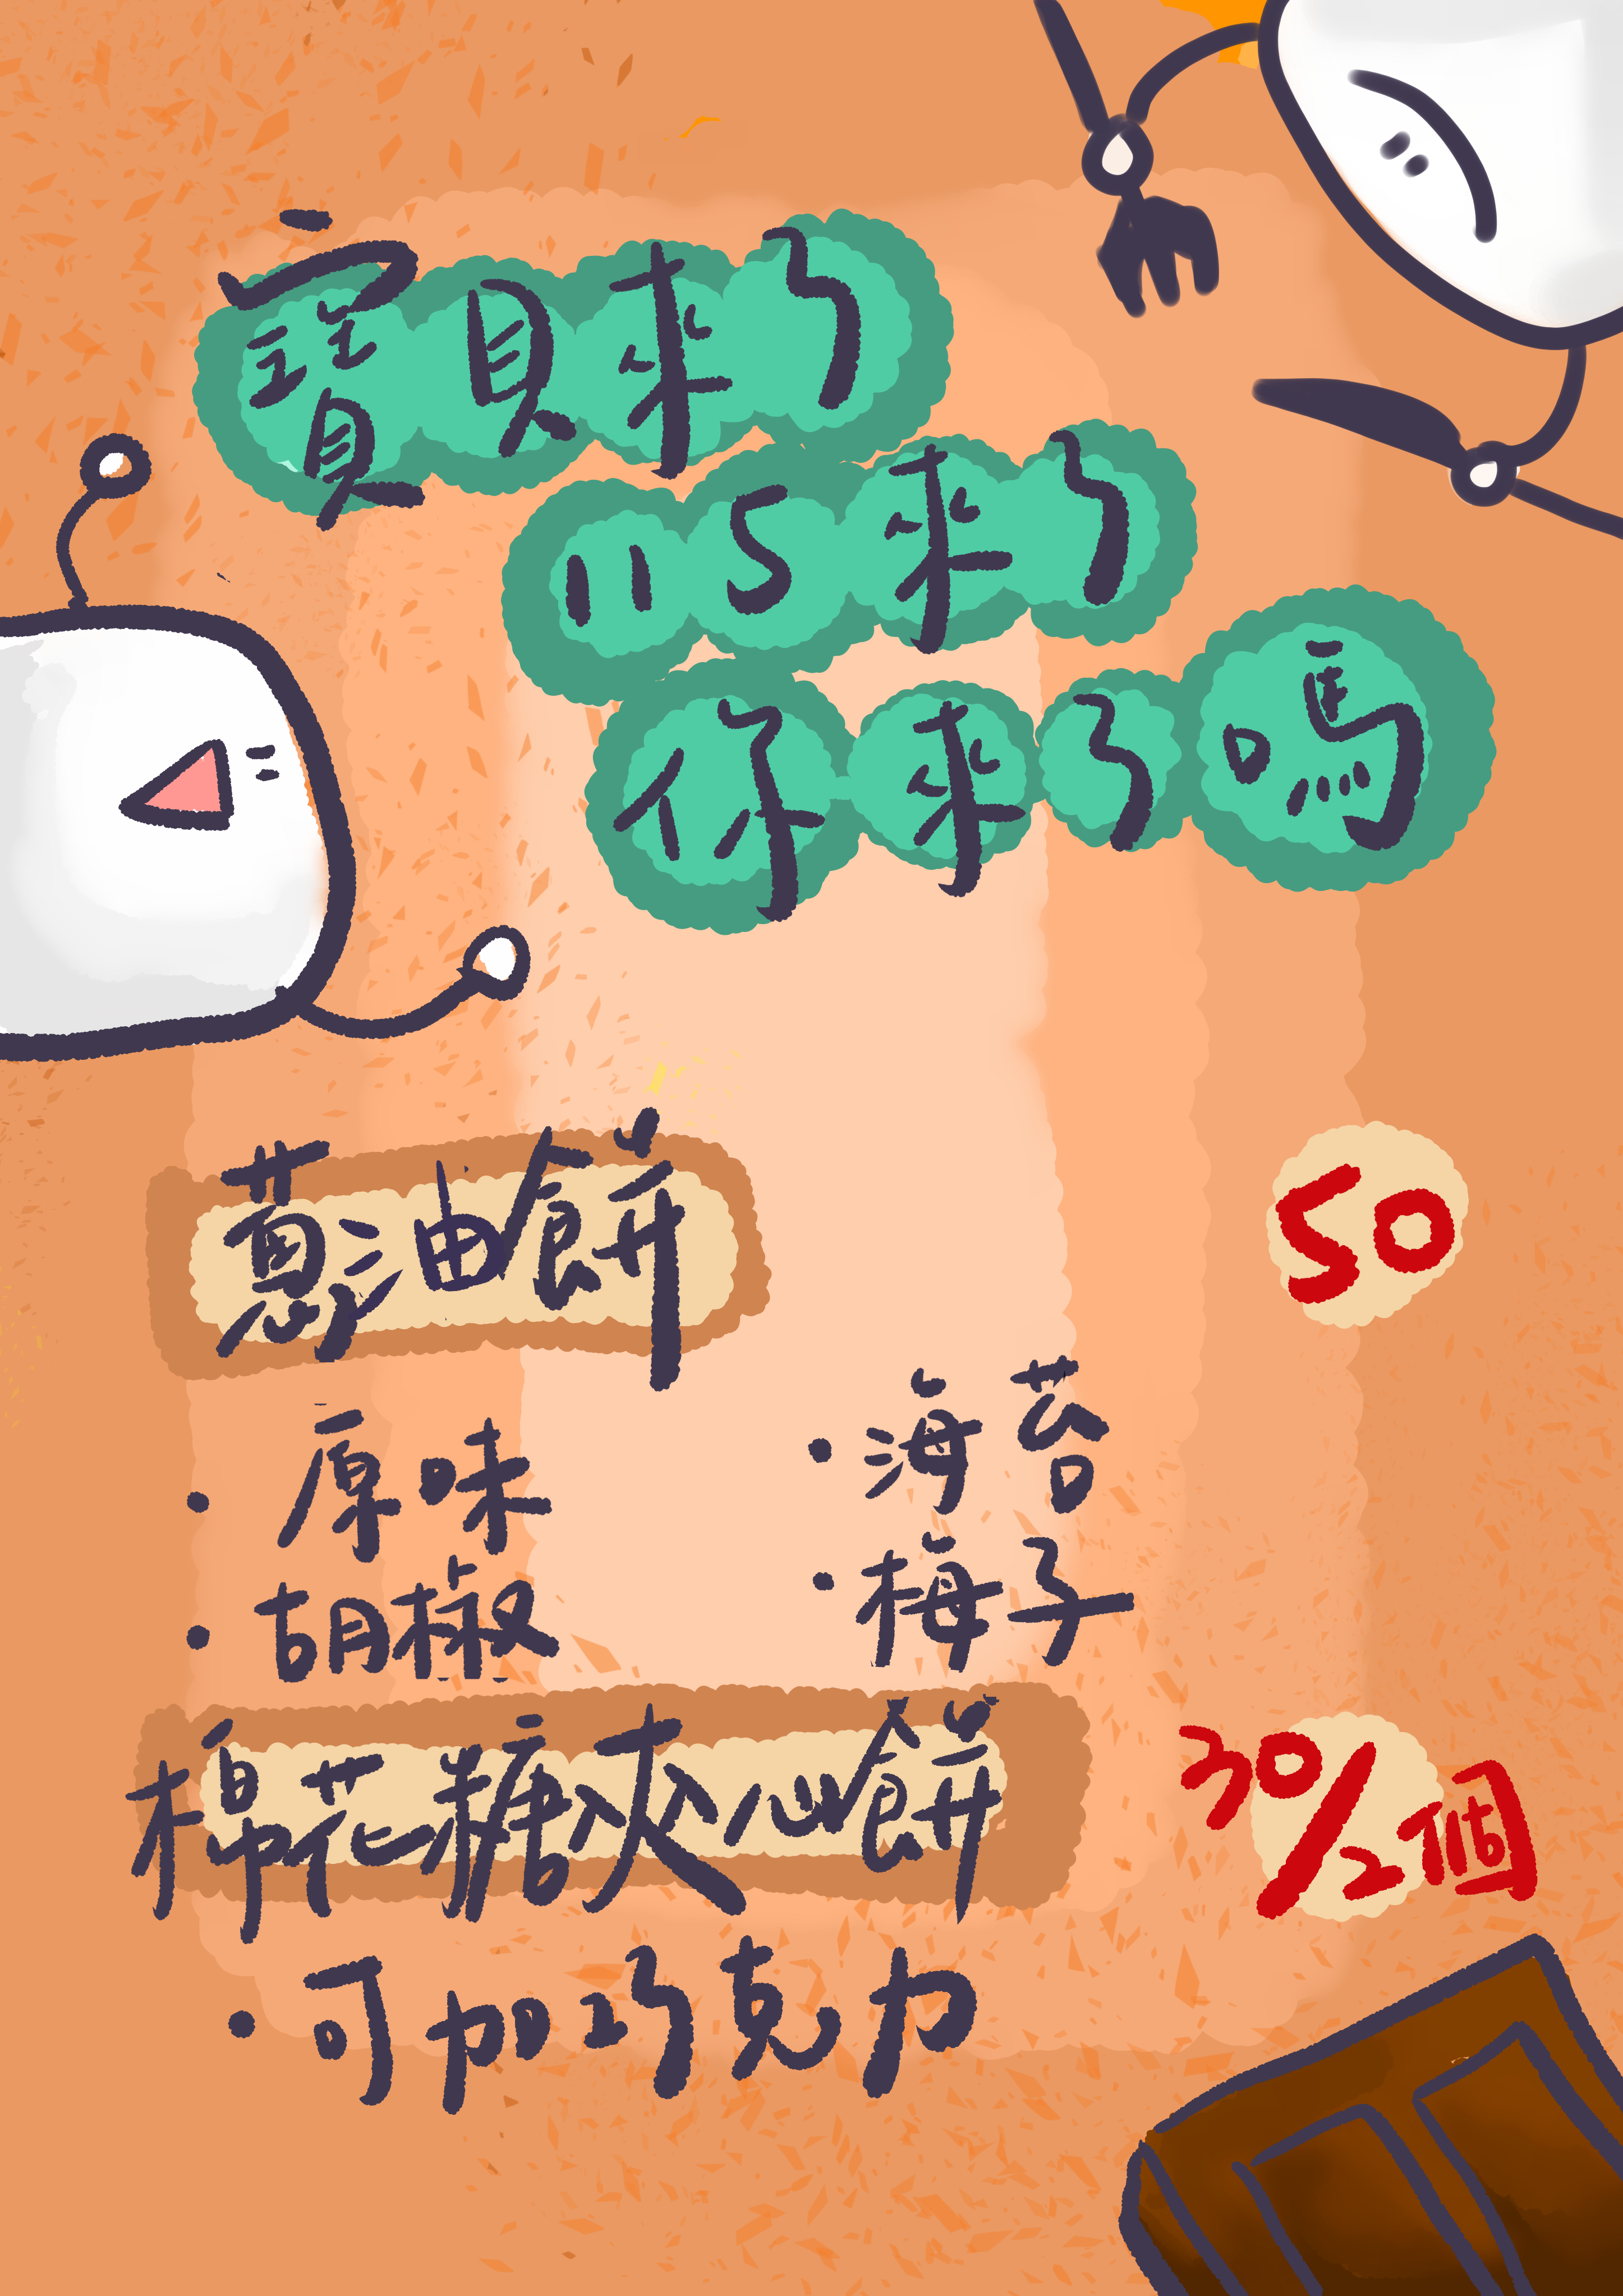 寶貝來了
115來了
你來了嗎
蔥油餅 50
·原味 ·海苔
·胡椒 ·梅子
棉花糖夾心餅 30/2個
·可加巧克力